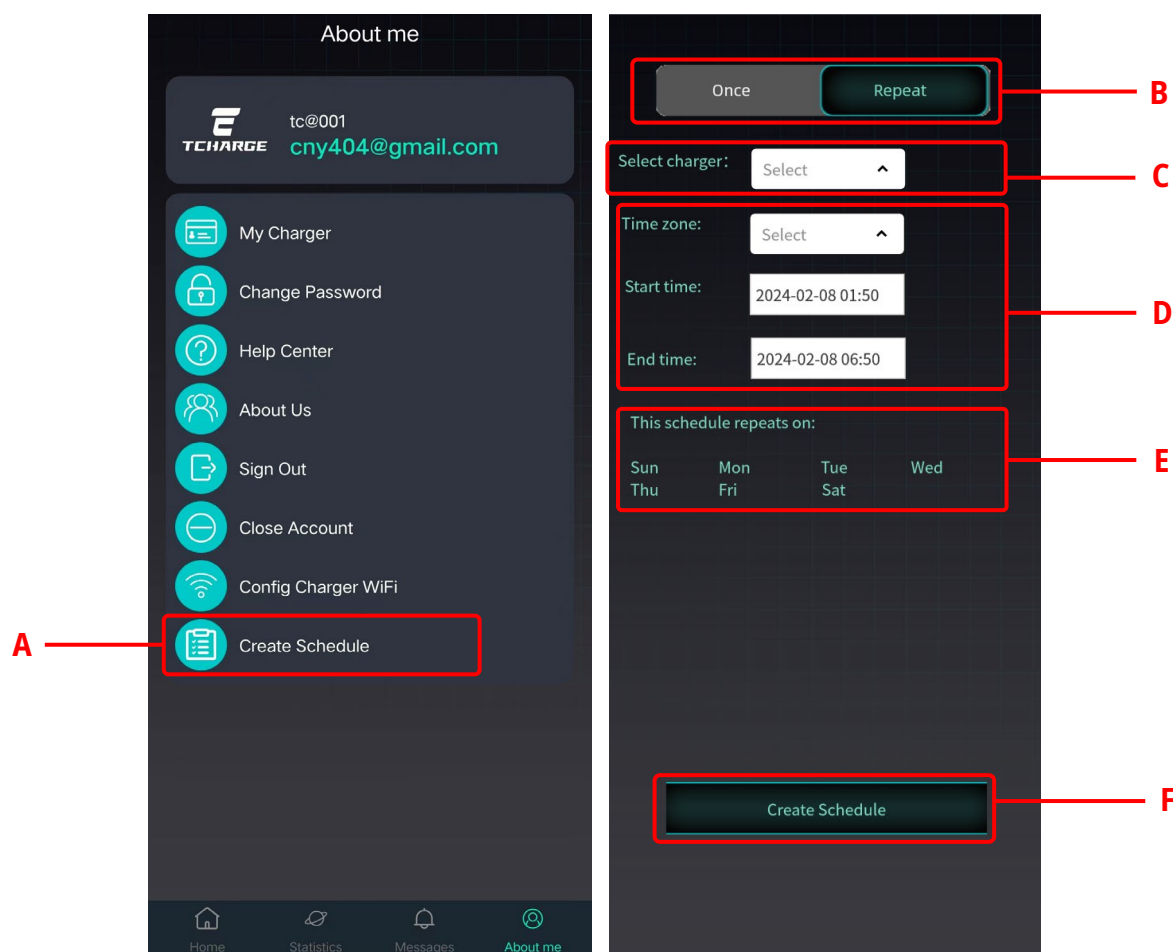 About me
TCHARGE
tc@001
cny404@gmail.com
My Charger
Change Password
Help Center
About Us
Sign Out
Close Account
Config Charger WiFi
A
Create Schedule
Home
Statistics
Messages
About me
Once
Repeat
B
Select charger:
Select
C
Time zone:
Select
Start time:
2024-02-08 01:50
D
End time:
2024-02-08 06:50
This schedule repeats on:
Sun Mon Tue Wed
Thu Fri Sat
E
Create Schedule
F